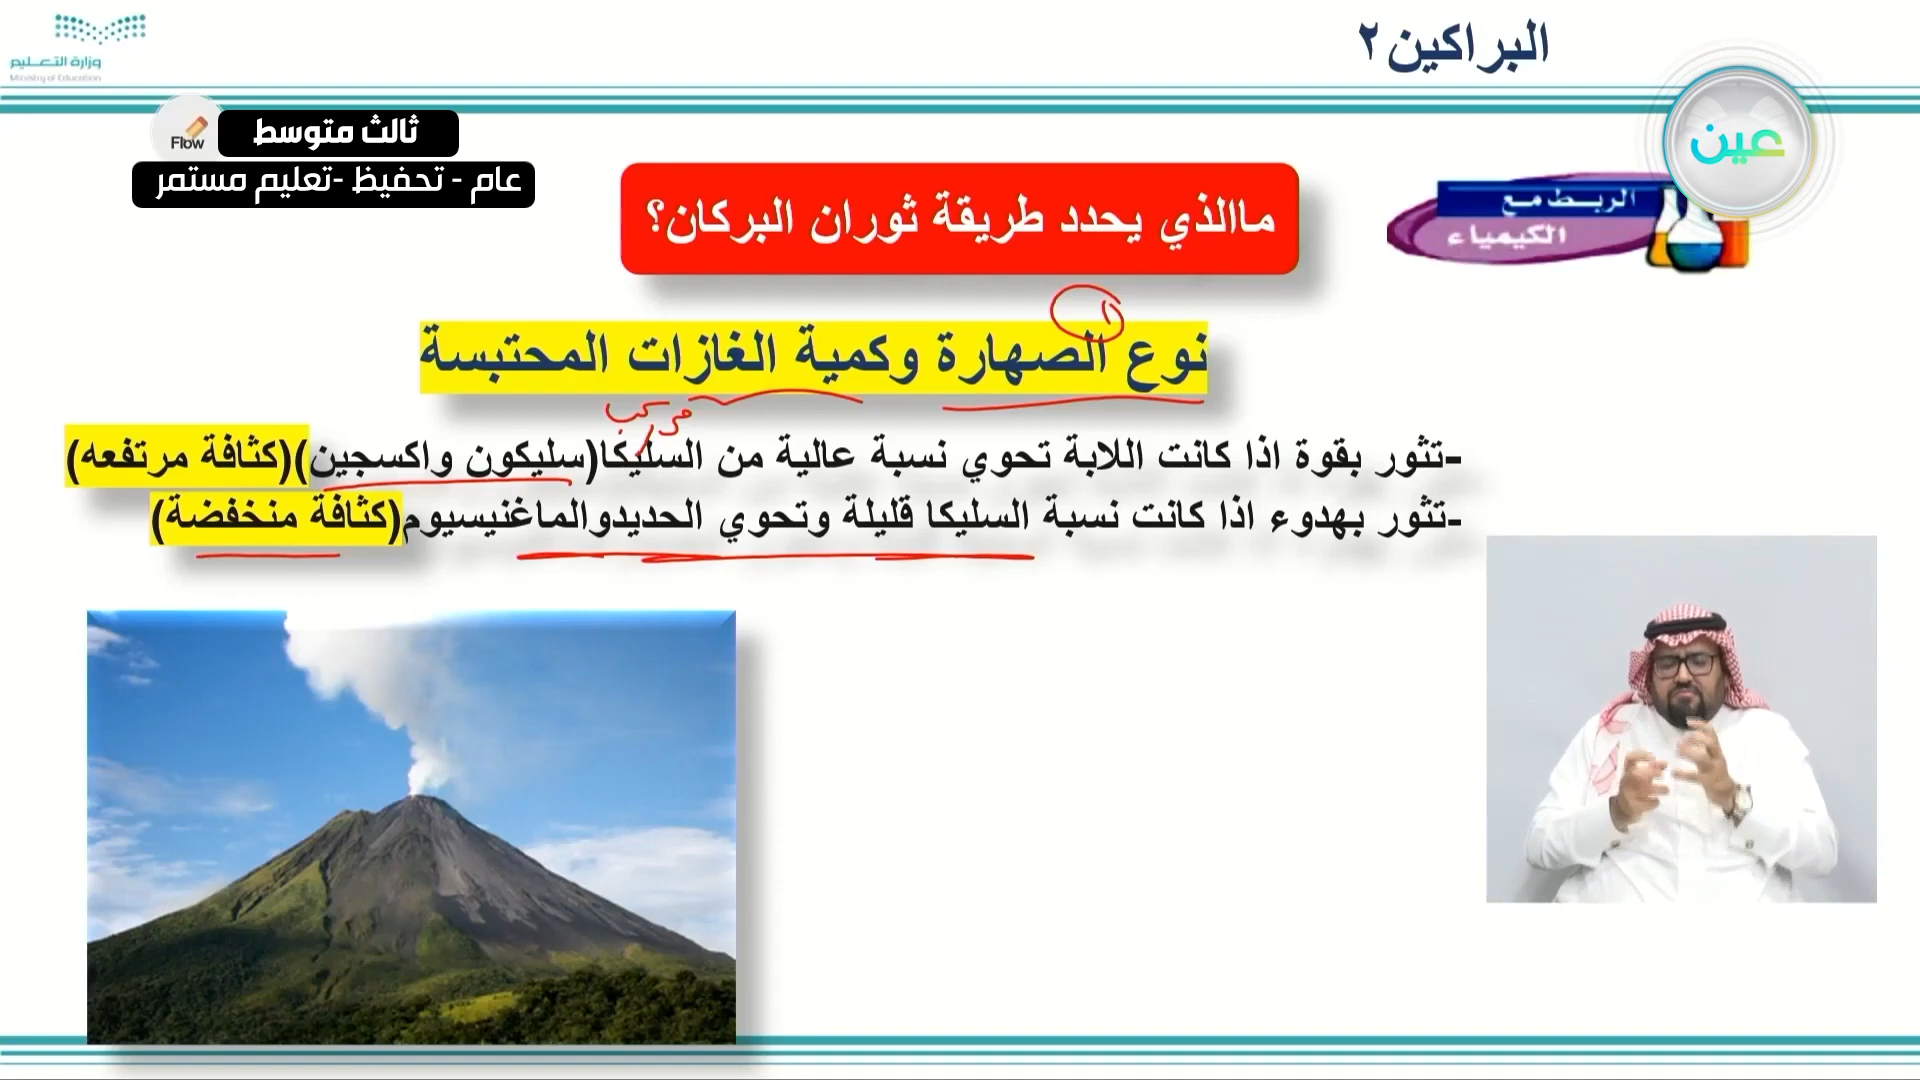 البراكين ٢
وزارة التعليم
Ministry of Education
عين
Flow
ثالث متوسط
عام - تحفيظ -تعليم مستمر
الربط مع
الكيمياء
ماالذي يحدد طريقة ثوران البركان؟
نوع الصهارة وكمية الغازات المحتبسة
مركب
-تثور بقوة اذا كانت اللابة تحوي نسبة عالية من السليكا(سليكون واكسجين)(كثافة مرتفعه)
-تثور بهدوء اذا كانت نسبة السليكا قليلة وتحوي الحديدوالماغنيسيوم(كثافة منخفضة)